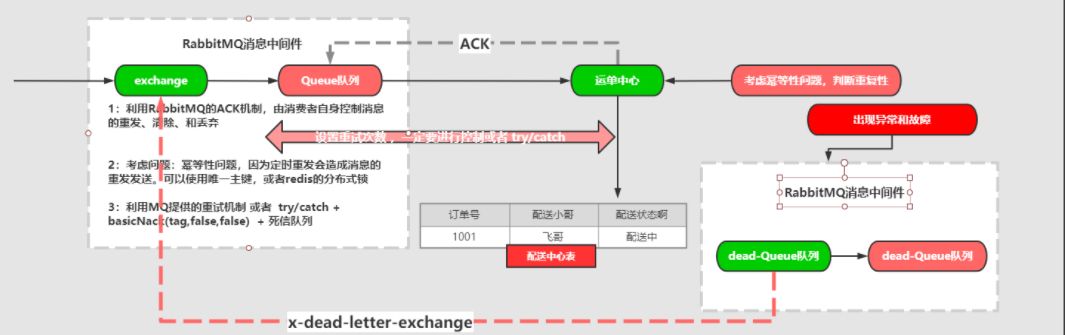 RabbitMQ消息中间件
ACK
exchange
Queue队列
运单中心
考虑幂等性问题，判断重复性
1：利用RabbitMQ的ACK机制，由消费者自身控制消息
的重发、清除、和丢弃
出现异常和故障
设置重试次数，一定要进行控制或者 try/catch
2：考虑问题：幂等性问题，因为定时重发会造成消息的
重发发送。可以使用唯一主键，或者redis的分布式锁
RabbitMQ消息中间件
3：利用MQ提供的重试机制 或者 try/catch +
basicNack(tag,false,false) + 死信队列
订单号 配送小哥 配送状态啊
1001 飞哥 配送中
配送中心表
dead-Queue队列
dead-Queue队列
x-dead-letter-exchange